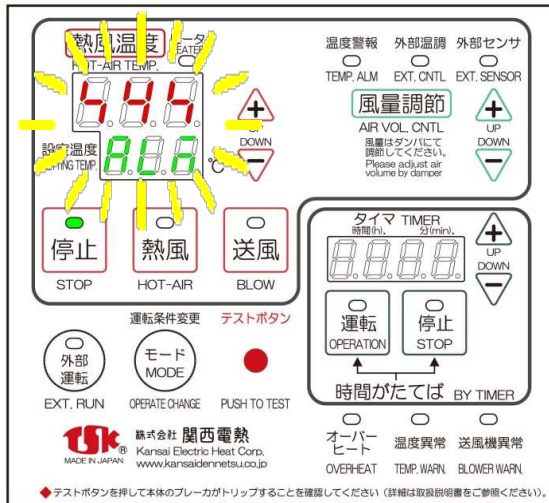 熱風温度
ヒータ
HEATER
HOT-AIR TEMP.
UP
DOWN
設定温度
SETTING TEMP.
℃
停止
STOP
熱風
HOT-AIR
送風
BLOW
温度警報
TEMP. ALM
外部温調
EXT. CNTL
外部センサ
EXT. SENSOR
風量調節
AIR VOL. CNTL
風量はダンパにて
調節してください。
Please adjust air
volume by damper
UP
DOWN
タイマ TIMER
時間(h). 分(min).
8.8.8.8.
UP
DOWN
運転
OPERATION
停止
STOP
時間がたてば BY TIMER
運転条件変更
テストボタン
外部
運転
EXT. RUN
モード
MODE
OPERATE CHANGE
PUSH TO TEST
TSK ®
MADE IN JAPAN
株式会社 関西電熱
Kansai Electric Heat Corp.
www.kansaidennetsu.co.jp
オーバー
ヒート
OVERHEAT
温度異常
TEMP. WARN.
送風機異常
BLOWER WARN.
◆テストボタンを押して本体のブレーカがトリップすることを確認してください（詳細は取扱説明書をご参照ください）。